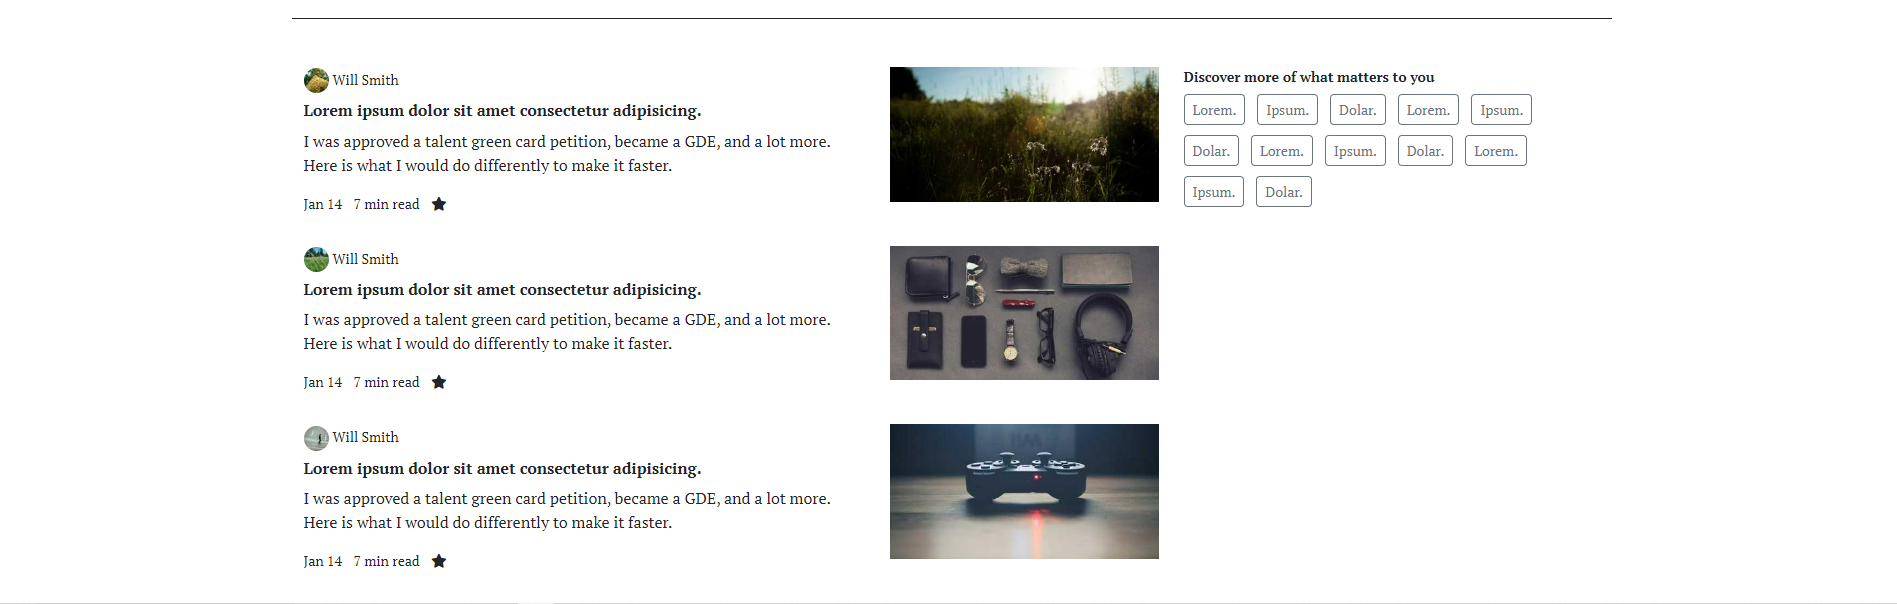 Will Smith
Lorem ipsum dolor sit amet consectetur adipisicing.
I was approved a talent green card petition, became a GDE, and a lot more.
Here is what I would do differently to make it faster.
Jan 14 7 min read
Will Smith
Lorem ipsum dolor sit amet consectetur adipisicing.
I was approved a talent green card petition, became a GDE, and a lot more.
Here is what I would do differently to make it faster.
Jan 14 7 min read
Will Smith
Lorem ipsum dolor sit amet consectetur adipisicing.
I was approved a talent green card petition, became a GDE, and a lot more.
Here is what I would do differently to make it faster.
Jan 14 7 min read
Discover more of what matters to you
Lorem. Ipsum. Dolar. Lorem. Ipsum.
Dolar. Lorem. Ipsum. Dolar. Lorem.
Ipsum. Dolar.